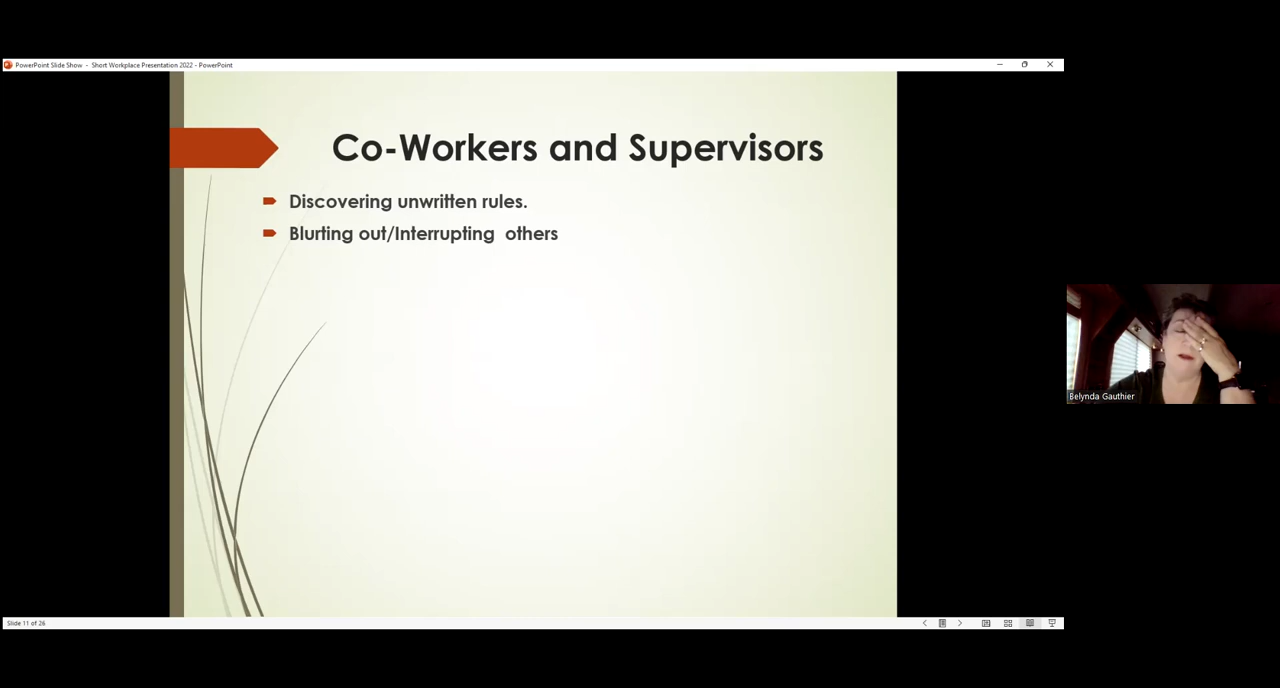 PowerPoint Slide Show - Short Workplace Presentation 2022 - PowerPoint
Co-Workers and Supervisors
Discovering unwritten rules.
Blurting out/Interrupting  others
Belynda Gauthier
Slide 11 of 26